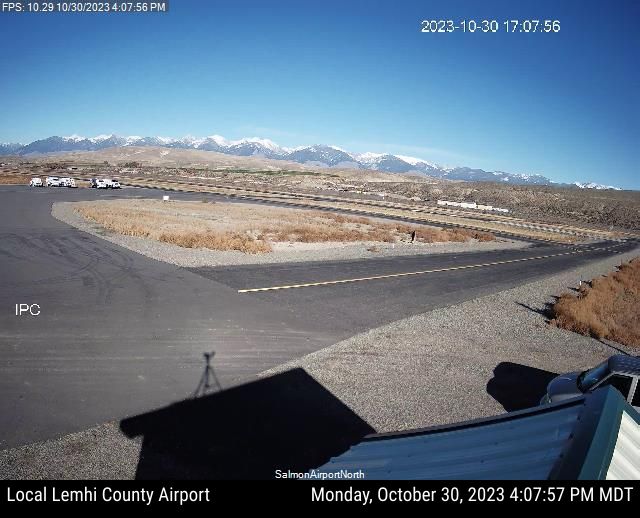 FPS: 10.29 10/30/2023 4:07:56 PM
2023-10-30 17:07:56
IPC
SalmonAirportNorth
Local Lemhi County Airport Monday, October 30, 2023 4:07:57 PM MDT